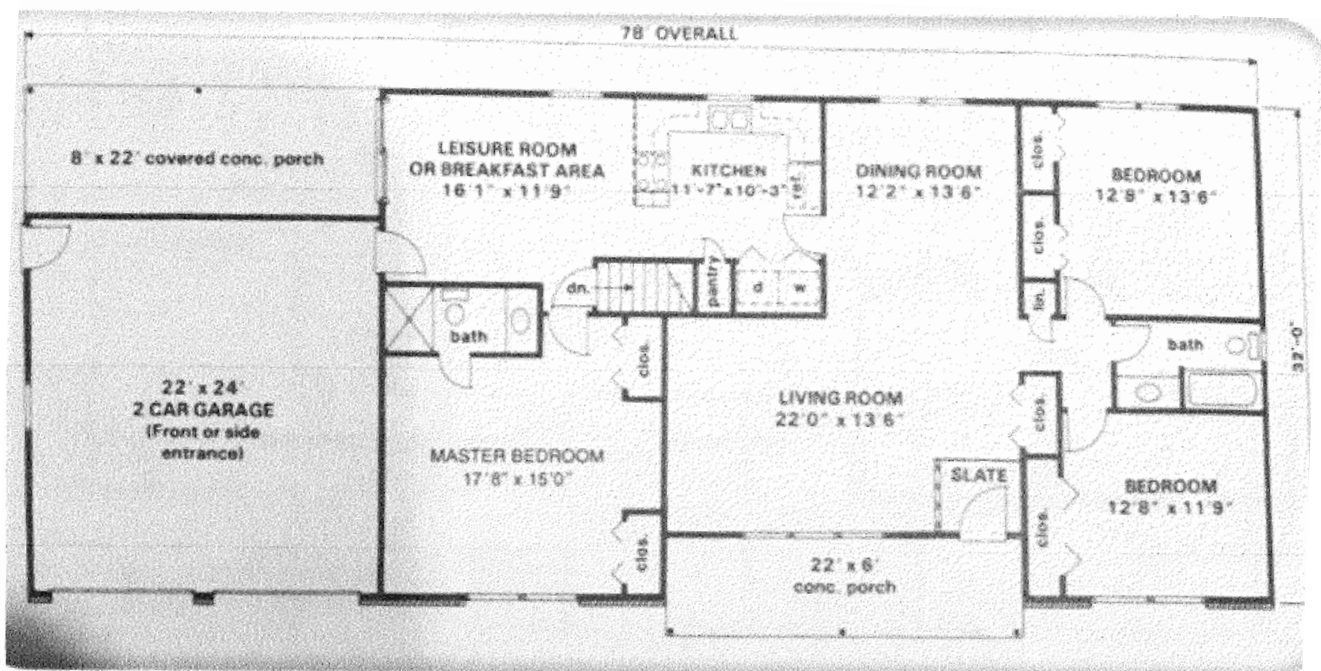 78' OVERALL
8' x 22' covered conc. porch
LEISURE ROOM
OR BREAKFAST AREA
16'1" x 11'9"
KITCHEN
11'-7" x 10'-3"
ref.
DINING ROOM
12'2" x 13'6"
clos.
BEDROOM
12'8" x 13'6"
clos.
dn.
pantry
d
w
lin.
bath
bath
32'-0"
22' x 24'
2 CAR GARAGE
(Front or side
entrance)
clos.
LIVING ROOM
22'0" x 13'6"
clos.
MASTER BEDROOM
17'8" x 15'0"
SLATE
BEDROOM
12'8" x 11'9"
clos.
clos.
22' x 6'
conc. porch